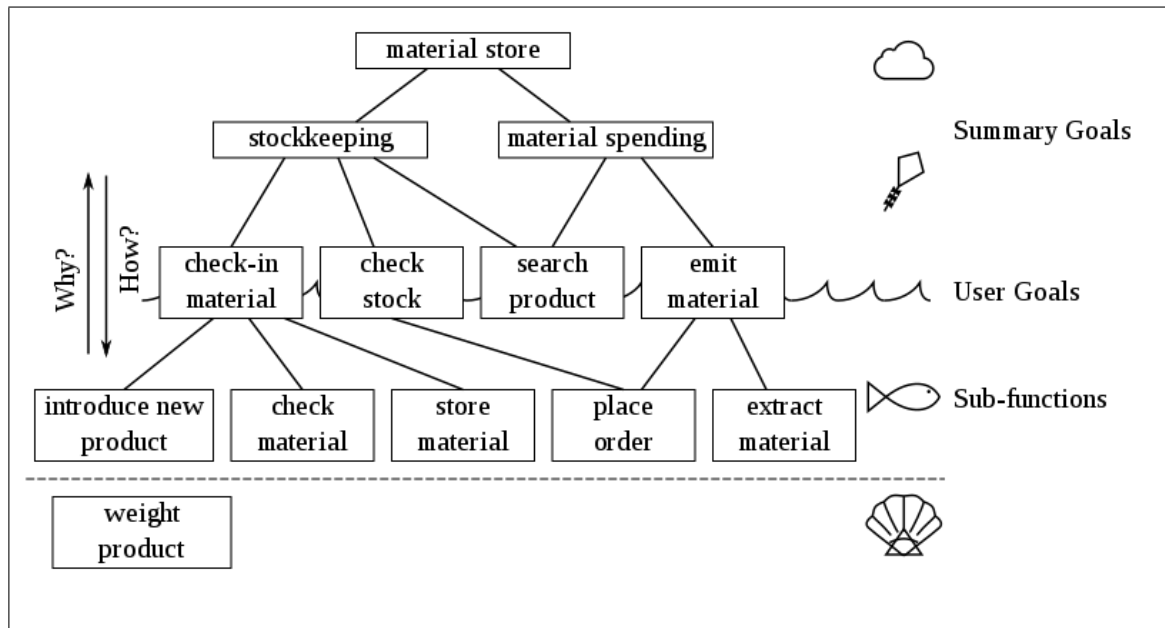 material store
stockkeeping
material spending
Summary Goals
Why?
How?
check-in
material
check
stock
search
product
emit
material
User Goals
introduce new
product
check
material
store
material
place
order
extract
material
Sub-functions
weight
product